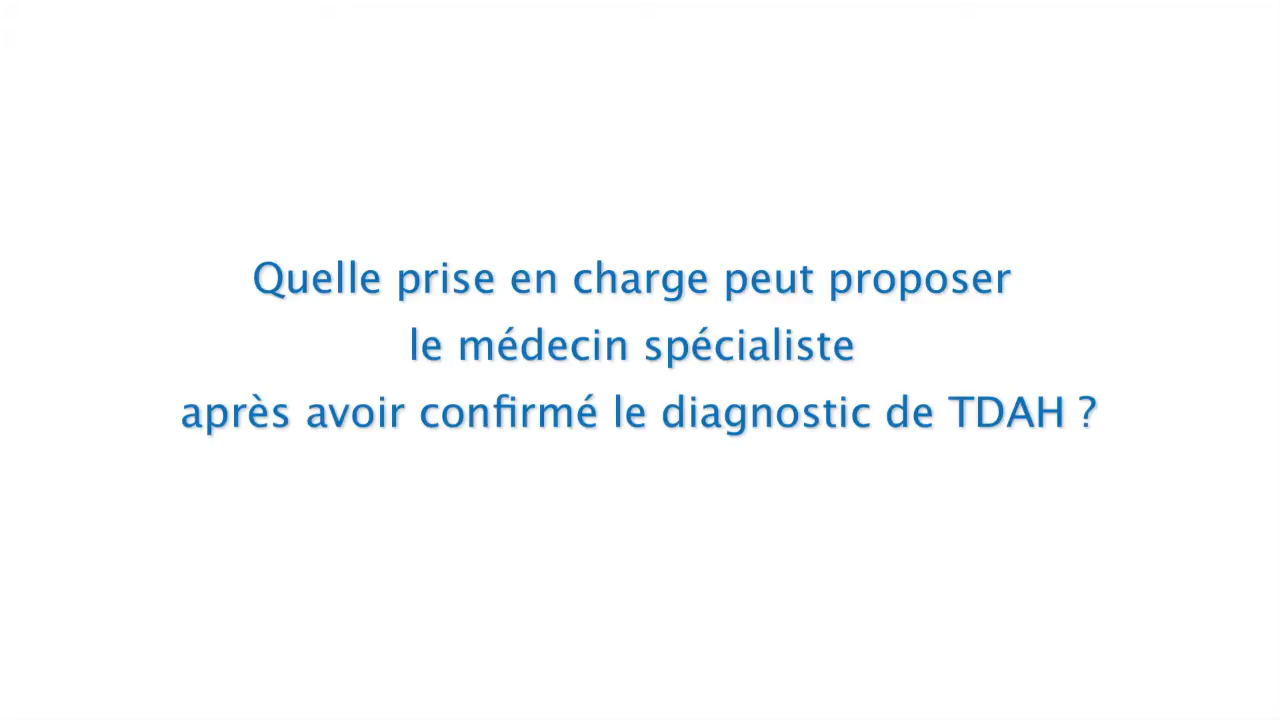 Quelle prise en charge peut proposer
le médecin spécialiste
après avoir confirmé le diagnostic de TDAH ?